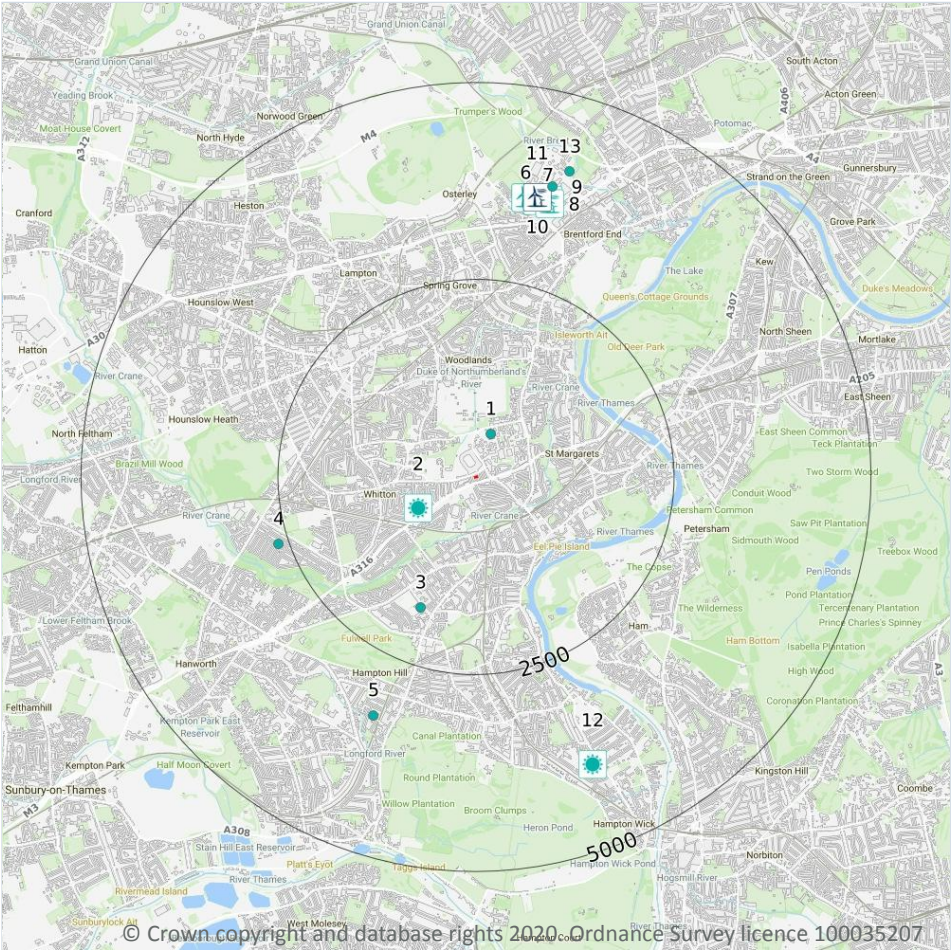 Grand Union Canal
South Acton
Grand Union Canal
A406
Acton Green
Yeading Brook
Trumper's Wood
Norwood Green
Potomac
Moat House Covert
M4
North Hyde
A312
River Bre
13
A4
11
Gunnersbury
6
7
Strand on the Green
9
Osterley
8
Cranford
Heston
Grove Park
10
Brentford End
Kew
Lampton
The Lake
Spring Grove
Duke's Meadows
Hounslow West
Queen's Cottage Grounds
A307
A30
Isleworth Ait
North Sheen
Mortlake
Hatton
Old Deer Park
Woodlands
Duke of Northumberland's
River
River Crane
River Crane
A205
East Sheen
River Thames
1
Hounslow Heath
North Feltham
East Sheen Common
Teck Plantation
St Margarets
2
Brazil Mill Wood
River Thames
Two Storm Wood
Longford River
Whitton
Conduit Wood
River Crane
River Crane
Petersham Common
4
Saw Pit Plantation
River Thames
Petersham
Sidmouth Wood
Eel Pie Island
Treebox Wood
A316
The Copse
Pen Ponds
3
Pond Plantation
The Wilderness
Tercentenary Plantation
Lower Feltham Brook
Prince Charles's Spinney
Ham
Fulwell Park
Ham Bottom
Isabella Plantation
Hanworth
2500
A3
Hampton Hill
High Wood
5
Coronation Plantation
Felthamhill
Kempton Park East
Reservoir
12
Canal Plantation
Longford River
Kempton Park
Half Moon Covert
Round Plantation
Kingston Hill
Sunbury-on-Thames
Coombe
Willow Plantation
Broom Clumps
M3
Heron Pond
Hampton Wick
A308
5000
Stain Hill East Reservoir
Norbiton
Platt's Eyot
Taggs Island
Hampton Wick Pond
River Thames
Hogsmill River
Rivermead Island
Sunburylock Ait
West Molesey
© Crown copyright and database rights 2020. Ordnance Survey licence 100035207